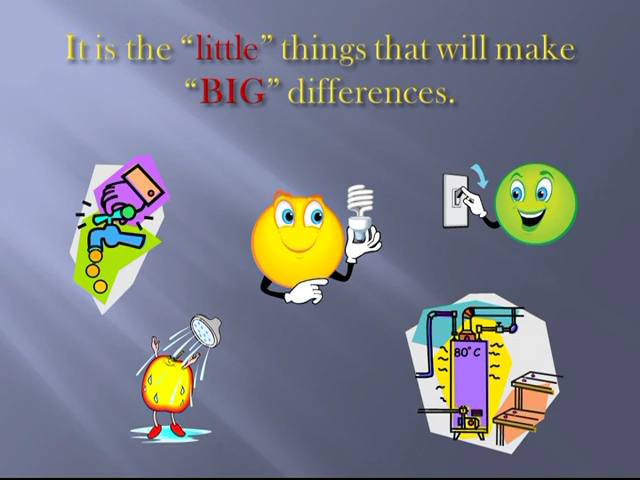 It is the “little” things that will make
“BIG” differences.
80°C